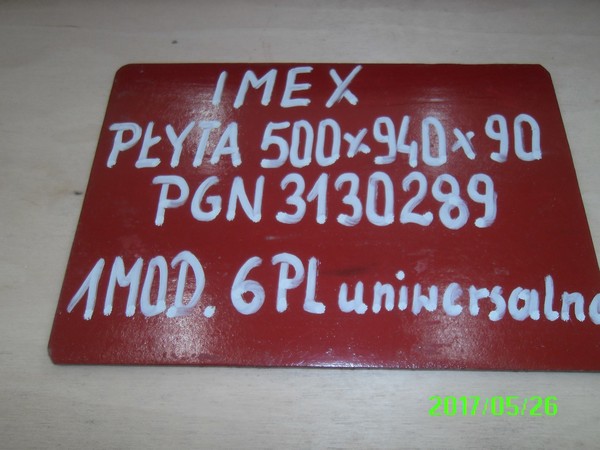 IMEX
PŁYTA 500x940x90
PGN 3130289
1MOD. 6PL uniwersalna
2017/05/26